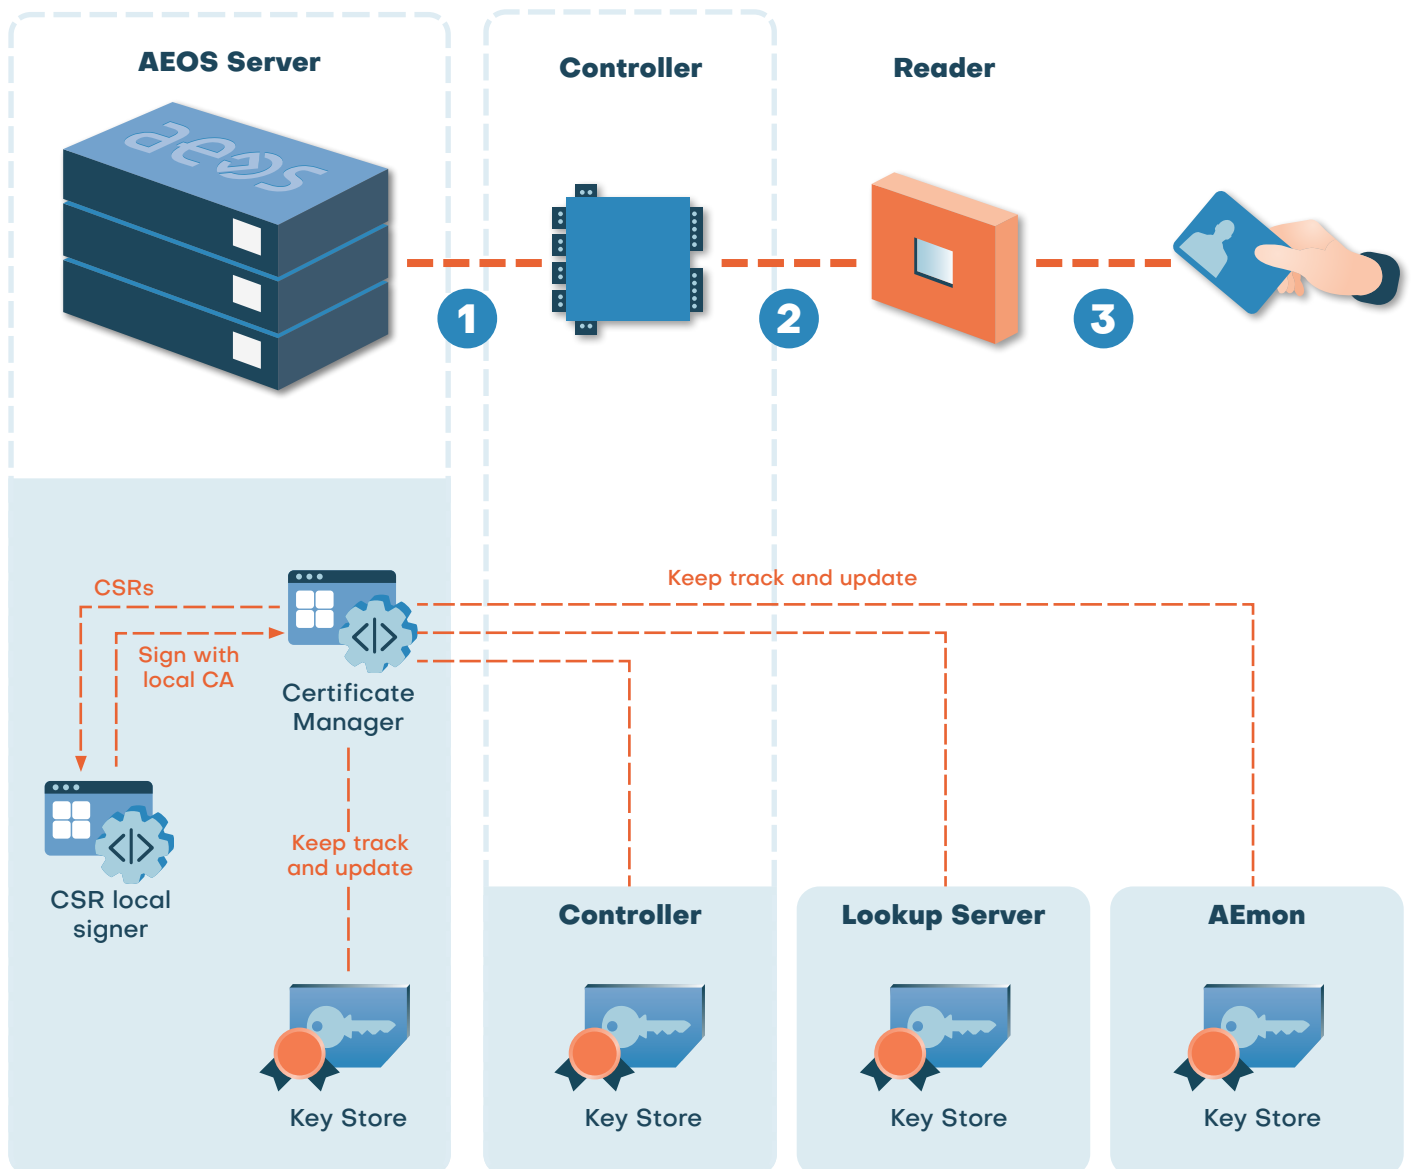 AEOS Server
Controller
Reader
aeos
1
2
3
CSRs
Keep track and update
Sign with
local CA
Certificate
Manager
Keep track
and update
CSR local
signer
Controller
Lookup Server
AEmon
Key Store
Key Store
Key Store
Key Store